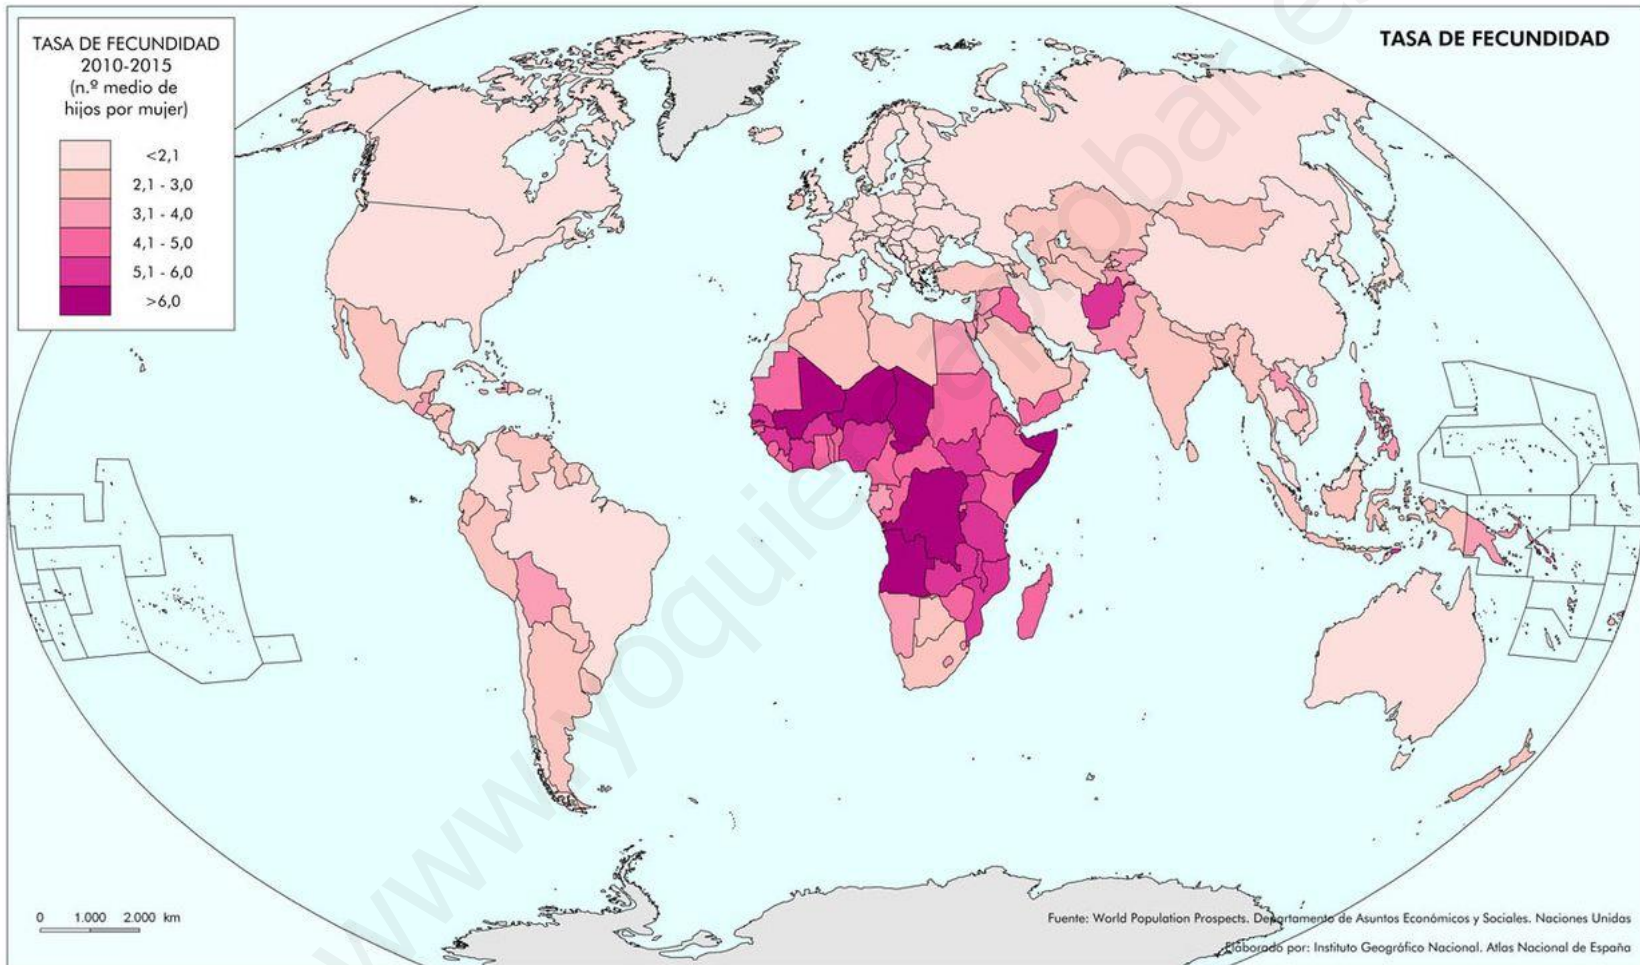 TASA DE FECUNDIDAD
2010-2015
(n.º medio de
hijos por mujer)
<2,1
2,1 - 3,0
3,1 - 4,0
4,1 - 5,0
5,1 - 6,0
>6,0
TASA DE FECUNDIDAD
0 1.000 2.000 km
Fuente: World Population Prospects. Departamento de Asuntos Económicos y Sociales. Naciones Unidas
Elaborado por: Instituto Geográfico Nacional. Atlas Nacional de España